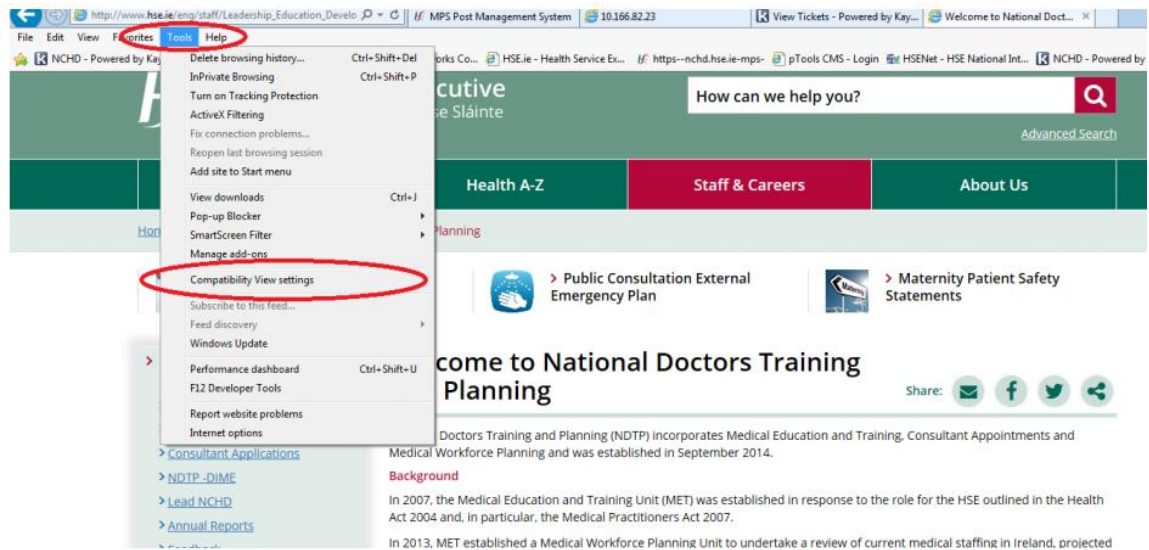 http://www.hse.ie/eng/staff/Leadership_Education_Develo
MPS Post Management System
10.166.82.23
View Tickets - Powered by Kay...
Welcome to National Doct...
File Edit View Favorites Tools Help
NCHD - Powered by Kay
orks Co...
HSE.ie - Health Service Ex...
https--nchd.hse.ie-mps-
pTools CMS - Login
HSENet - HSE National Int...
NCHD - Powered by
Delete browsing history... Ctrl+Shift+Del
InPrivate Browsing Ctrl+Shift+P
Turn on Tracking Protection
ActiveX Filtering
Fix connection problems...
Reopen last browsing session
Add site to Start menu
View downloads Ctrl+J
Pop-up Blocker
SmartScreen Filter
Manage add-ons
Compatibility View settings
Subscribe to this feed...
Feed discovery
Windows Update
Performance dashboard Ctrl+Shift+U
F12 Developer Tools
Report website problems
Internet options
cutive
se Sláinte
How can we help you?
Advanced Search
Health A-Z
Staff & Careers
About Us
Hon
Planning
> Public Consultation External
Emergency Plan
Maternity
> Maternity Patient Safety
Statements
come to National Doctors Training
Planning
Share:
Doctors Training and Planning (NDTP) incorporates Medical Education and Training, Consultant Appointments and
Medical Workforce Planning and was established in September 2014.
Background
In 2007, the Medical Education and Training Unit (MET) was established in response to the role for the HSE outlined in the Health
Act 2004 and, in particular, the Medical Practitioners Act 2007.
In 2013, MET established a Medical Workforce Planning Unit to undertake a review of current medical staffing in Ireland, projected
> Consultant Applications
> NDTP -DIME
> Lead NCHD
> Annual Reports
> Feedback